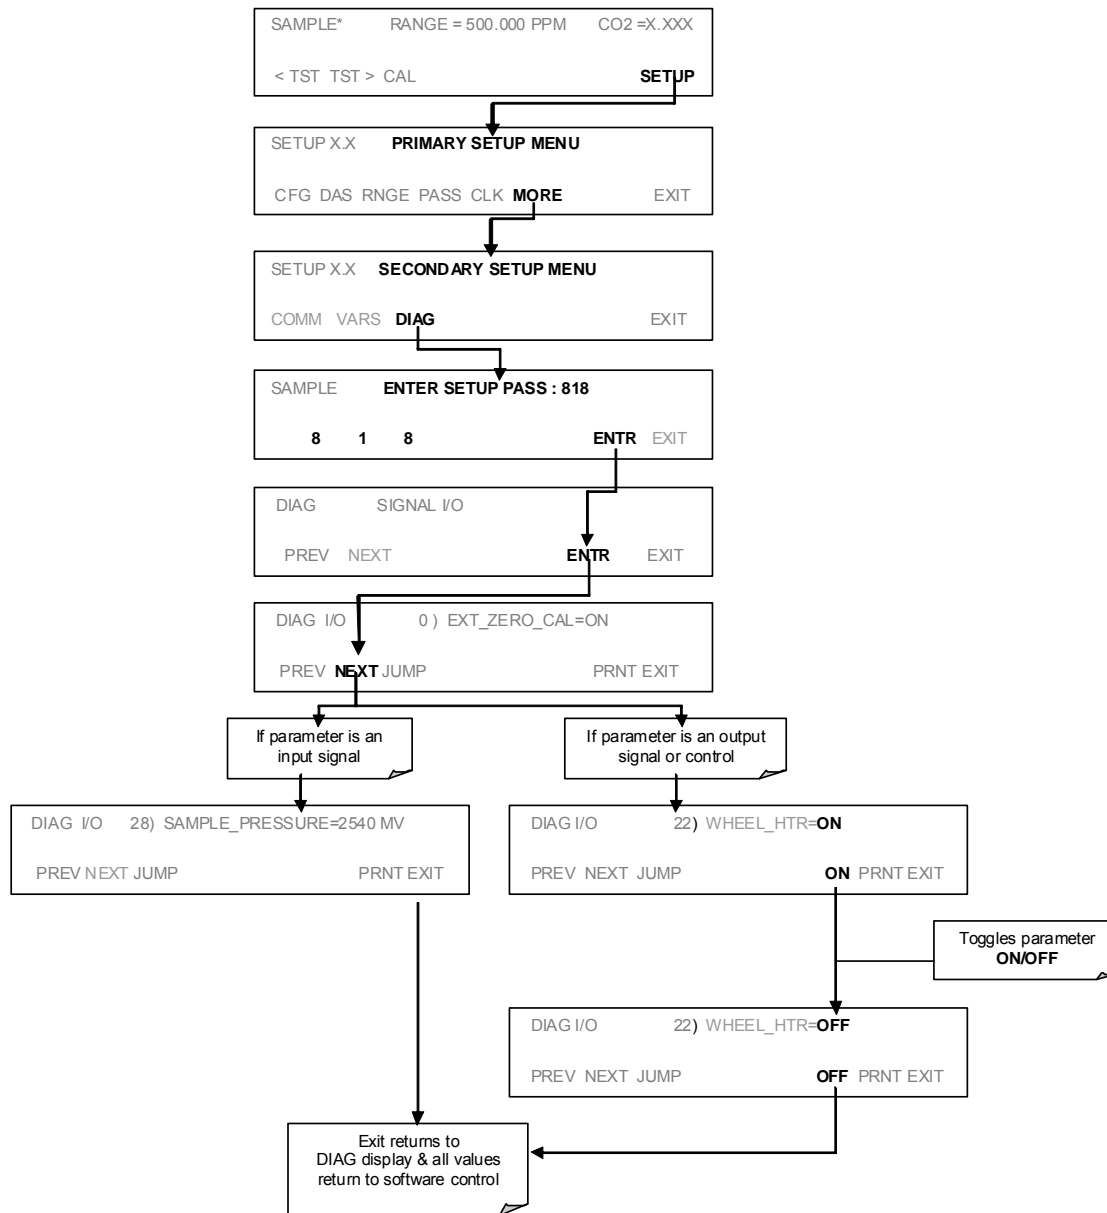 SAMPLE* RANGE = 500.000 PPM CO2 =X.XXX
< TST TST > CAL SETUP
SETUP X.X PRIMARY SETUP MENU
CFG DAS RNGE PASS CLK MORE EXIT
SETUP X.X SECONDARY SETUP MENU
COMM VARS DIAG EXIT
SAMPLE ENTER SETUP PASS : 818
8 1 8 ENTR EXIT
DIAG SIGNAL I/O
PREV NEXT ENTR EXIT
DIAG I/O 0 ) EXT_ZERO_CAL=ON
PREV NEXT JUMP PRNT EXIT
If parameter is an
input signal
If parameter is an output
signal or control
DIAG I/O 28) SAMPLE_PRESSURE=2540 MV
PREV NEXT JUMP PRNT EXIT
DIAG I/O 22) WHEEL_HTR=ON
PREV NEXT JUMP ON PRNT EXIT
Toggles parameter
ON/OFF
DIAG I/O 22) WHEEL_HTR=OFF
PREV NEXT JUMP OFF PRNT EXIT
Exit returns to
DIAG display & all values
return to software control